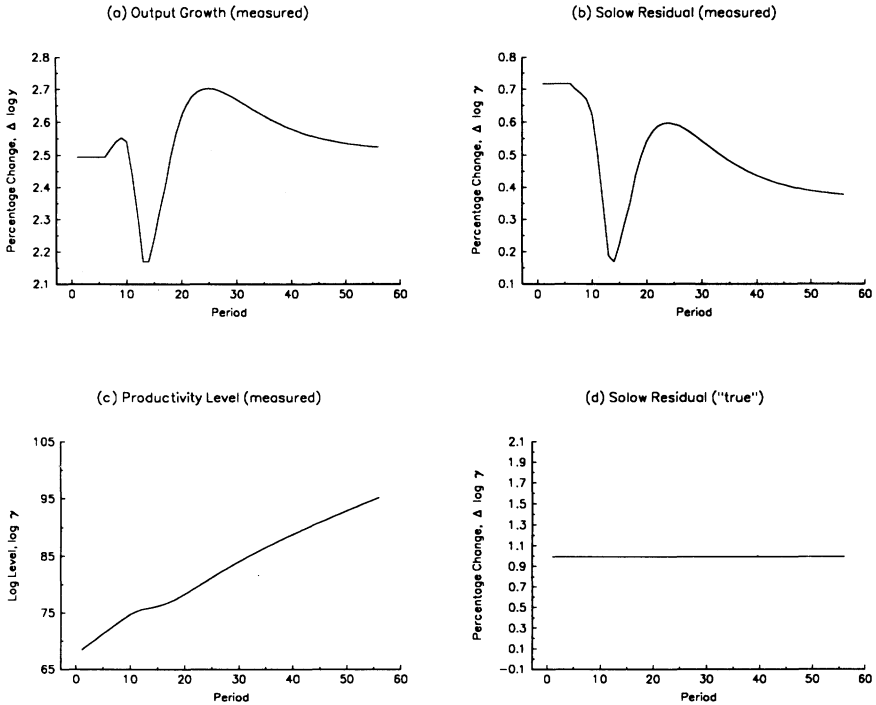 (a) Output Growth (measured)
Percentage Change, Δ log y
2.8
2.7
2.6
2.5
2.4
2.3
2.2
2.1
0 10 20 30 40 50 60
Period
(b) Solow Residual (measured)
Percentage Change, Δ log γ
0.8
0.7
0.6
0.5
0.4
0.3
0.2
0.1
0 10 20 30 40 50 60
Period
(c) Productivity Level (measured)
Log Level, log γ
105
95
85
75
65
0 10 20 30 40 50 60
Period
(d) Solow Residual ("true")
Percentage Change, Δ log γ
2.1
1.9
1.7
1.5
1.3
1.1
0.9
0.7
0.5
0.3
0.1
−0.1
0 10 20 30 40 50 60
Period